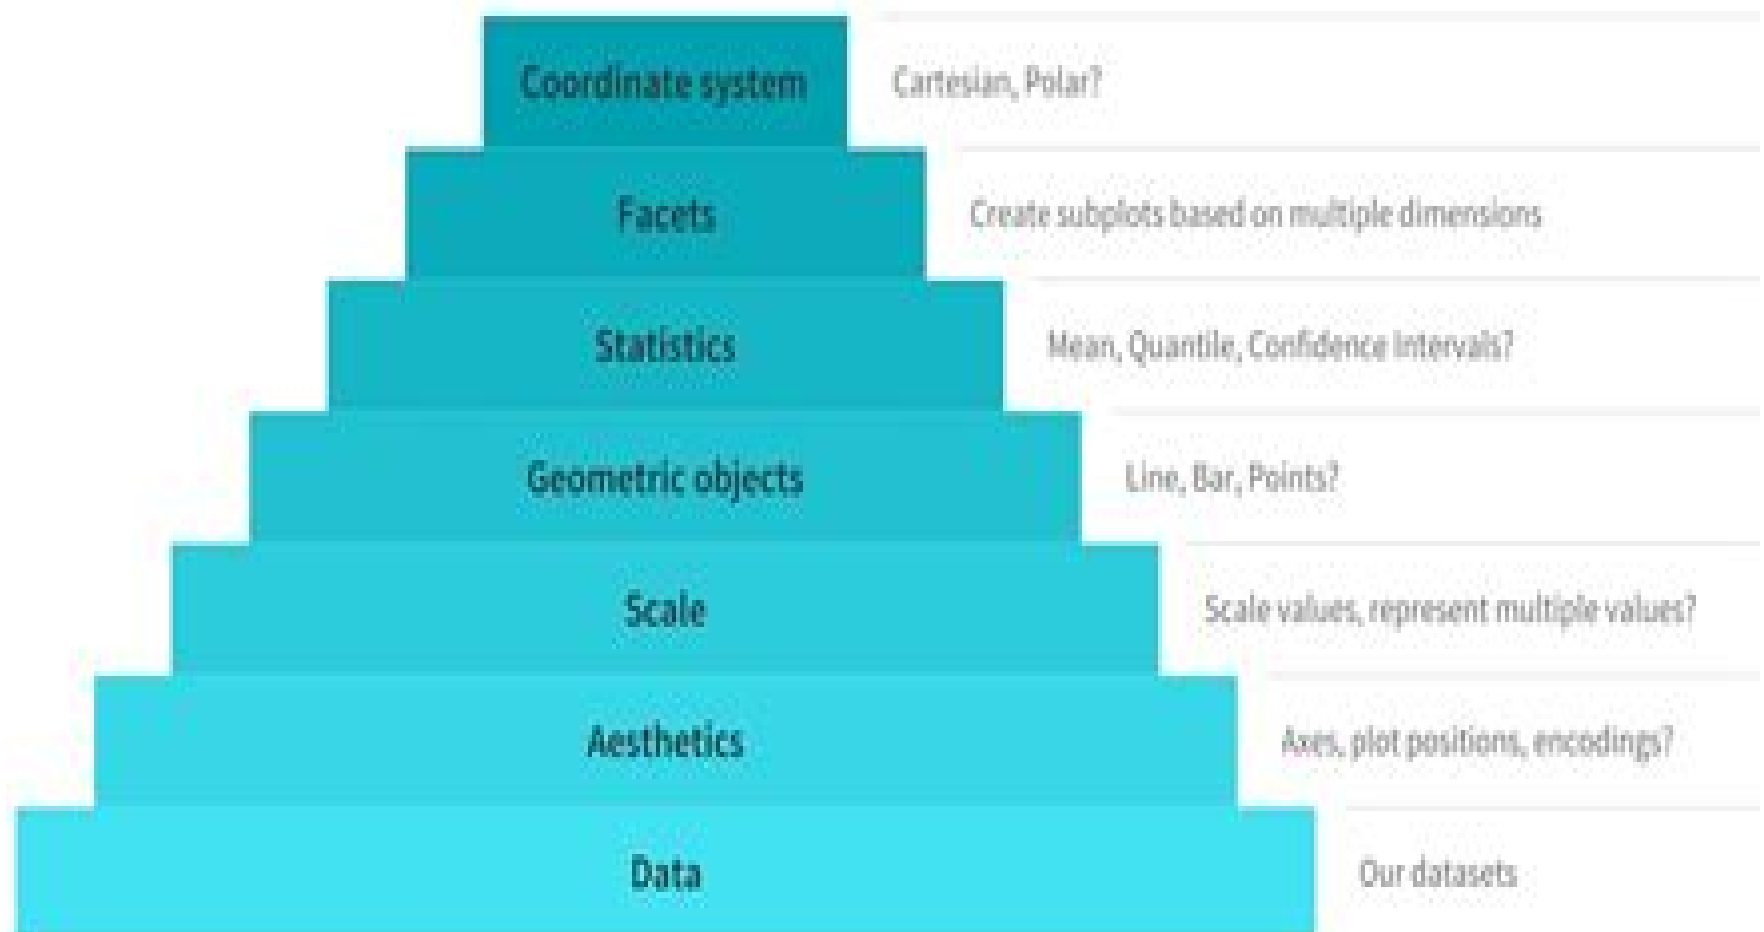 Coordinate system
Cartesian, Polar?
Facets
Create subplots based on multiple dimensions
Statistics
Mean, Quantile, Confidence Intervals?
Geometric objects
Line, Bar, Points?
Scale
Scale values, represent multiple values?
Aesthetics
Axes, plot positions, encodings?
Data
Our datasets